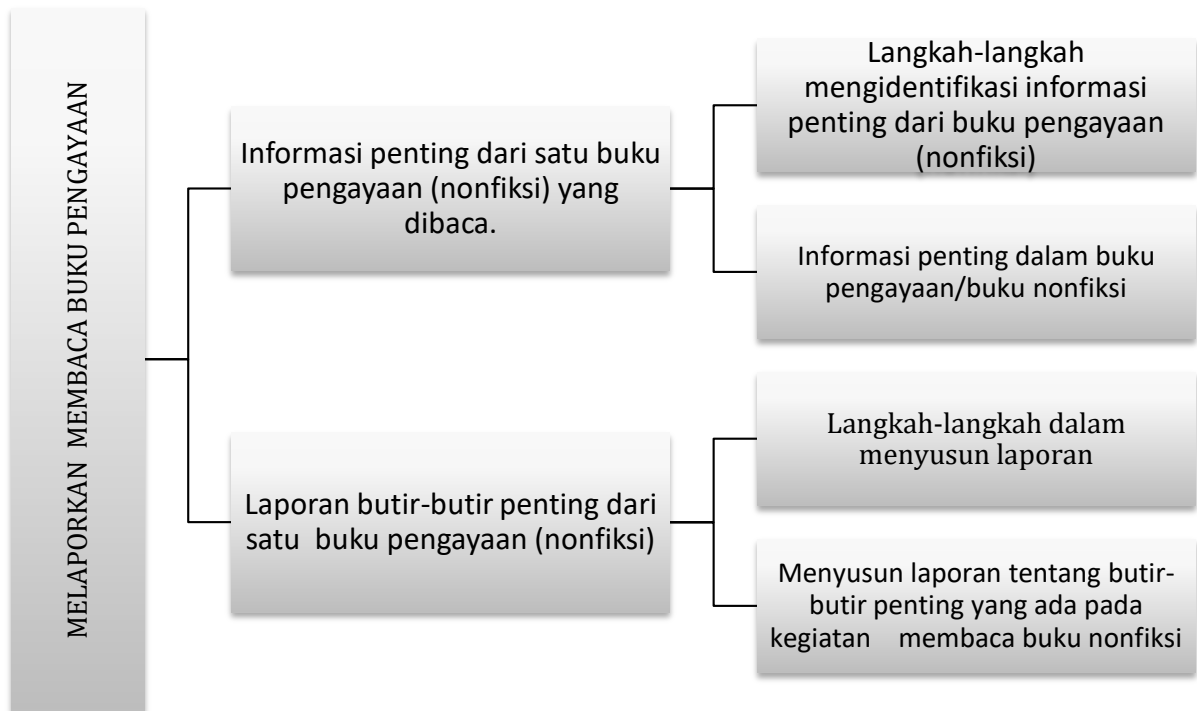 MELAPORKAN MEMBACA BUKU PENGAYAAN
Informasi penting dari satu buku
pengayaan (nonfiksi) yang
dibaca.
Langkah-langkah
mengidentifikasi informasi
penting dari buku pengayaan
(nonfiksi)
Informasi penting dalam buku
pengayaan/buku nonfiksi
Laporan butir-butir penting dari
satu buku pengayaan (nonfiksi)
Langkah-langkah dalam
menyusun laporan
Menyusun laporan tentang butir-
butir penting yang ada pada
kegiatan membaca buku nonfiksi